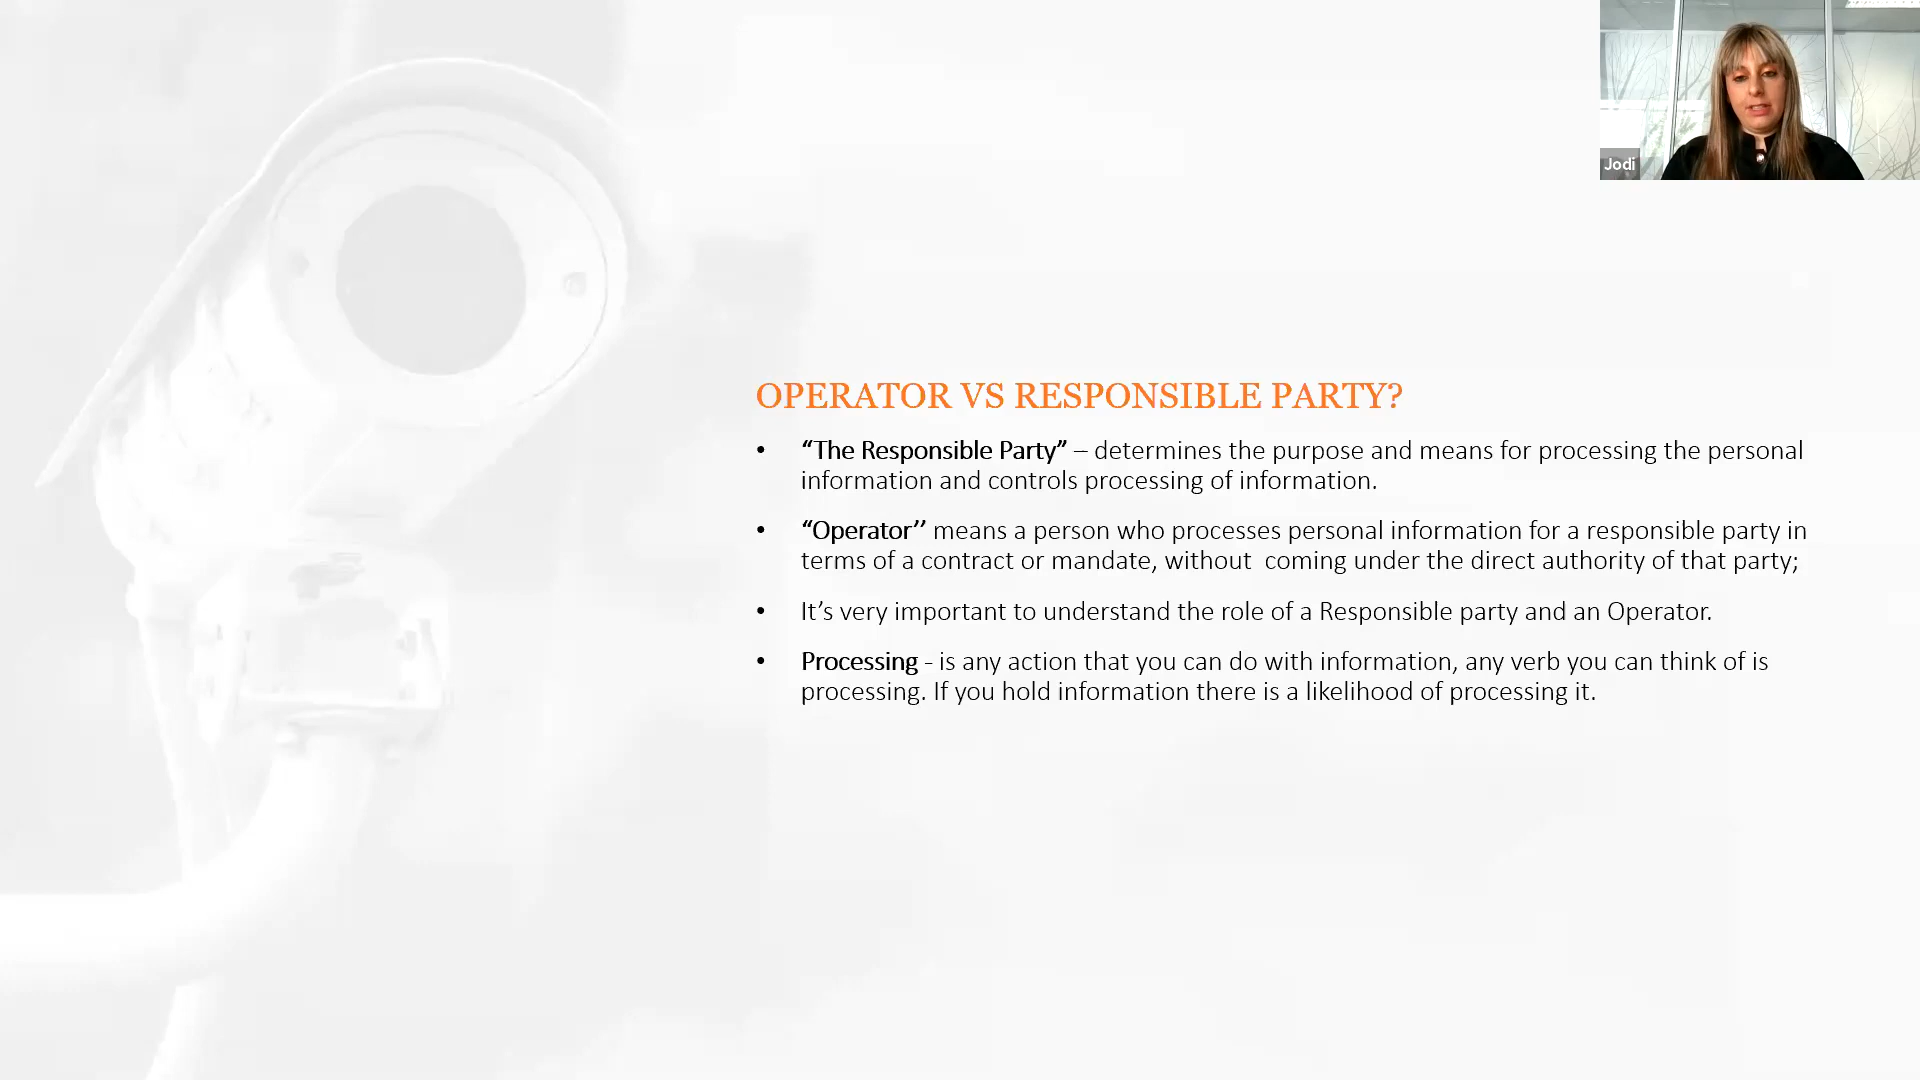 Jodi
OPERATOR VS RESPONSIBLE PARTY?
• “The Responsible Party” – determines the purpose and means for processing the personal
information and controls processing of information.
• “Operator’’ means a person who processes personal information for a responsible party in
terms of a contract or mandate, without  coming under the direct authority of that party;
• It’s very important to understand the role of a Responsible party and an Operator.
• Processing - is any action that you can do with information, any verb you can think of is
processing. If you hold information there is a likelihood of processing it.